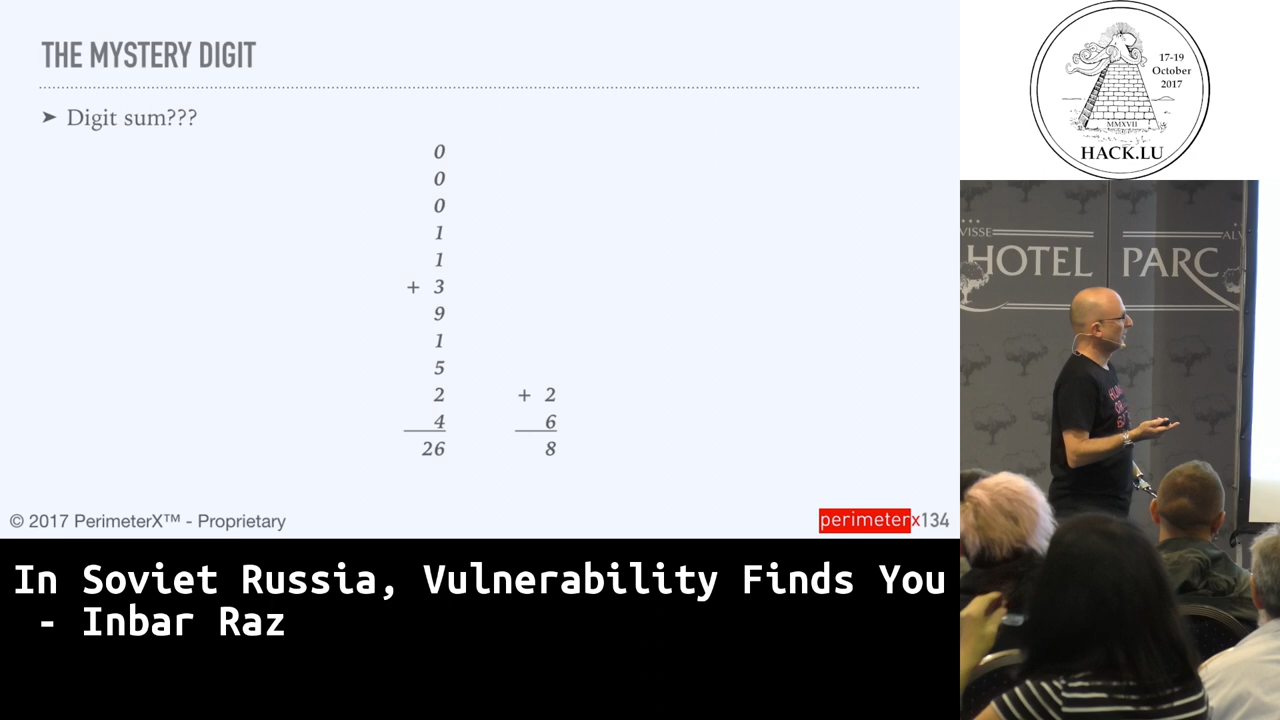 THE MYSTERY DIGIT
➤ Digit sum???
0
0
0
1
1
+ 3
9
1
5
2
4
26
+ 2
6
8
© 2017 PerimeterX™ - Proprietary
perimeterx134
In Soviet Russia, Vulnerability Finds You
- Inbar Raz
17-19
October
2017
MMXVII
HACK.LU
HOTEL PARC